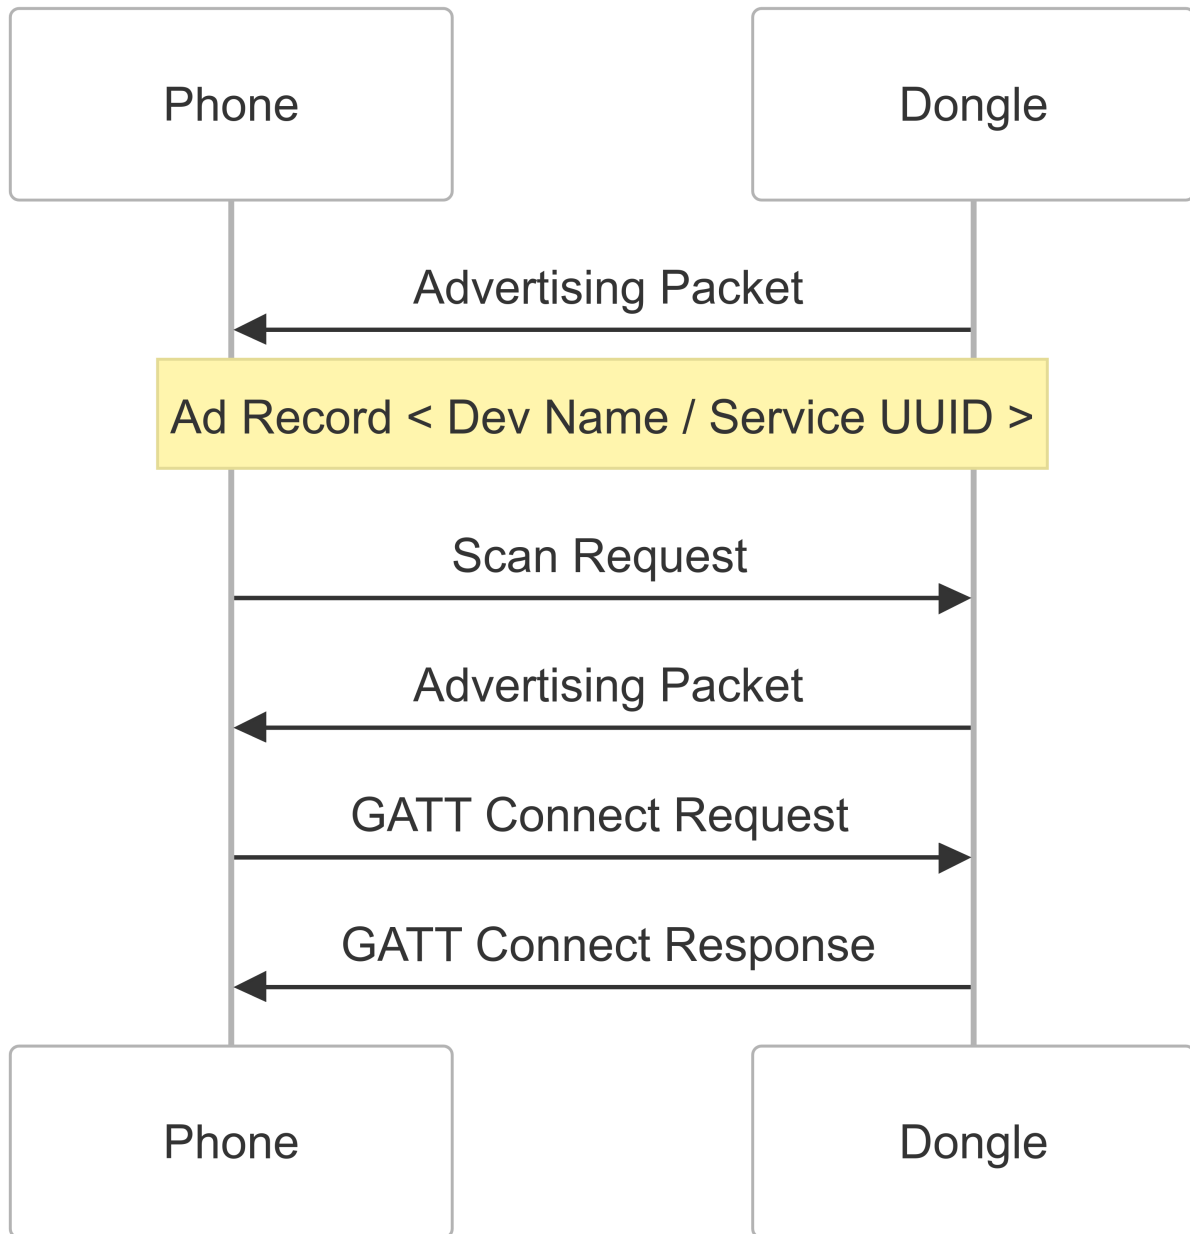 Phone
Dongle
Advertising Packet
Ad Record < Dev Name / Service UUID >
Scan Request
Advertising Packet
GATT Connect Request
GATT Connect Response
Phone
Dongle